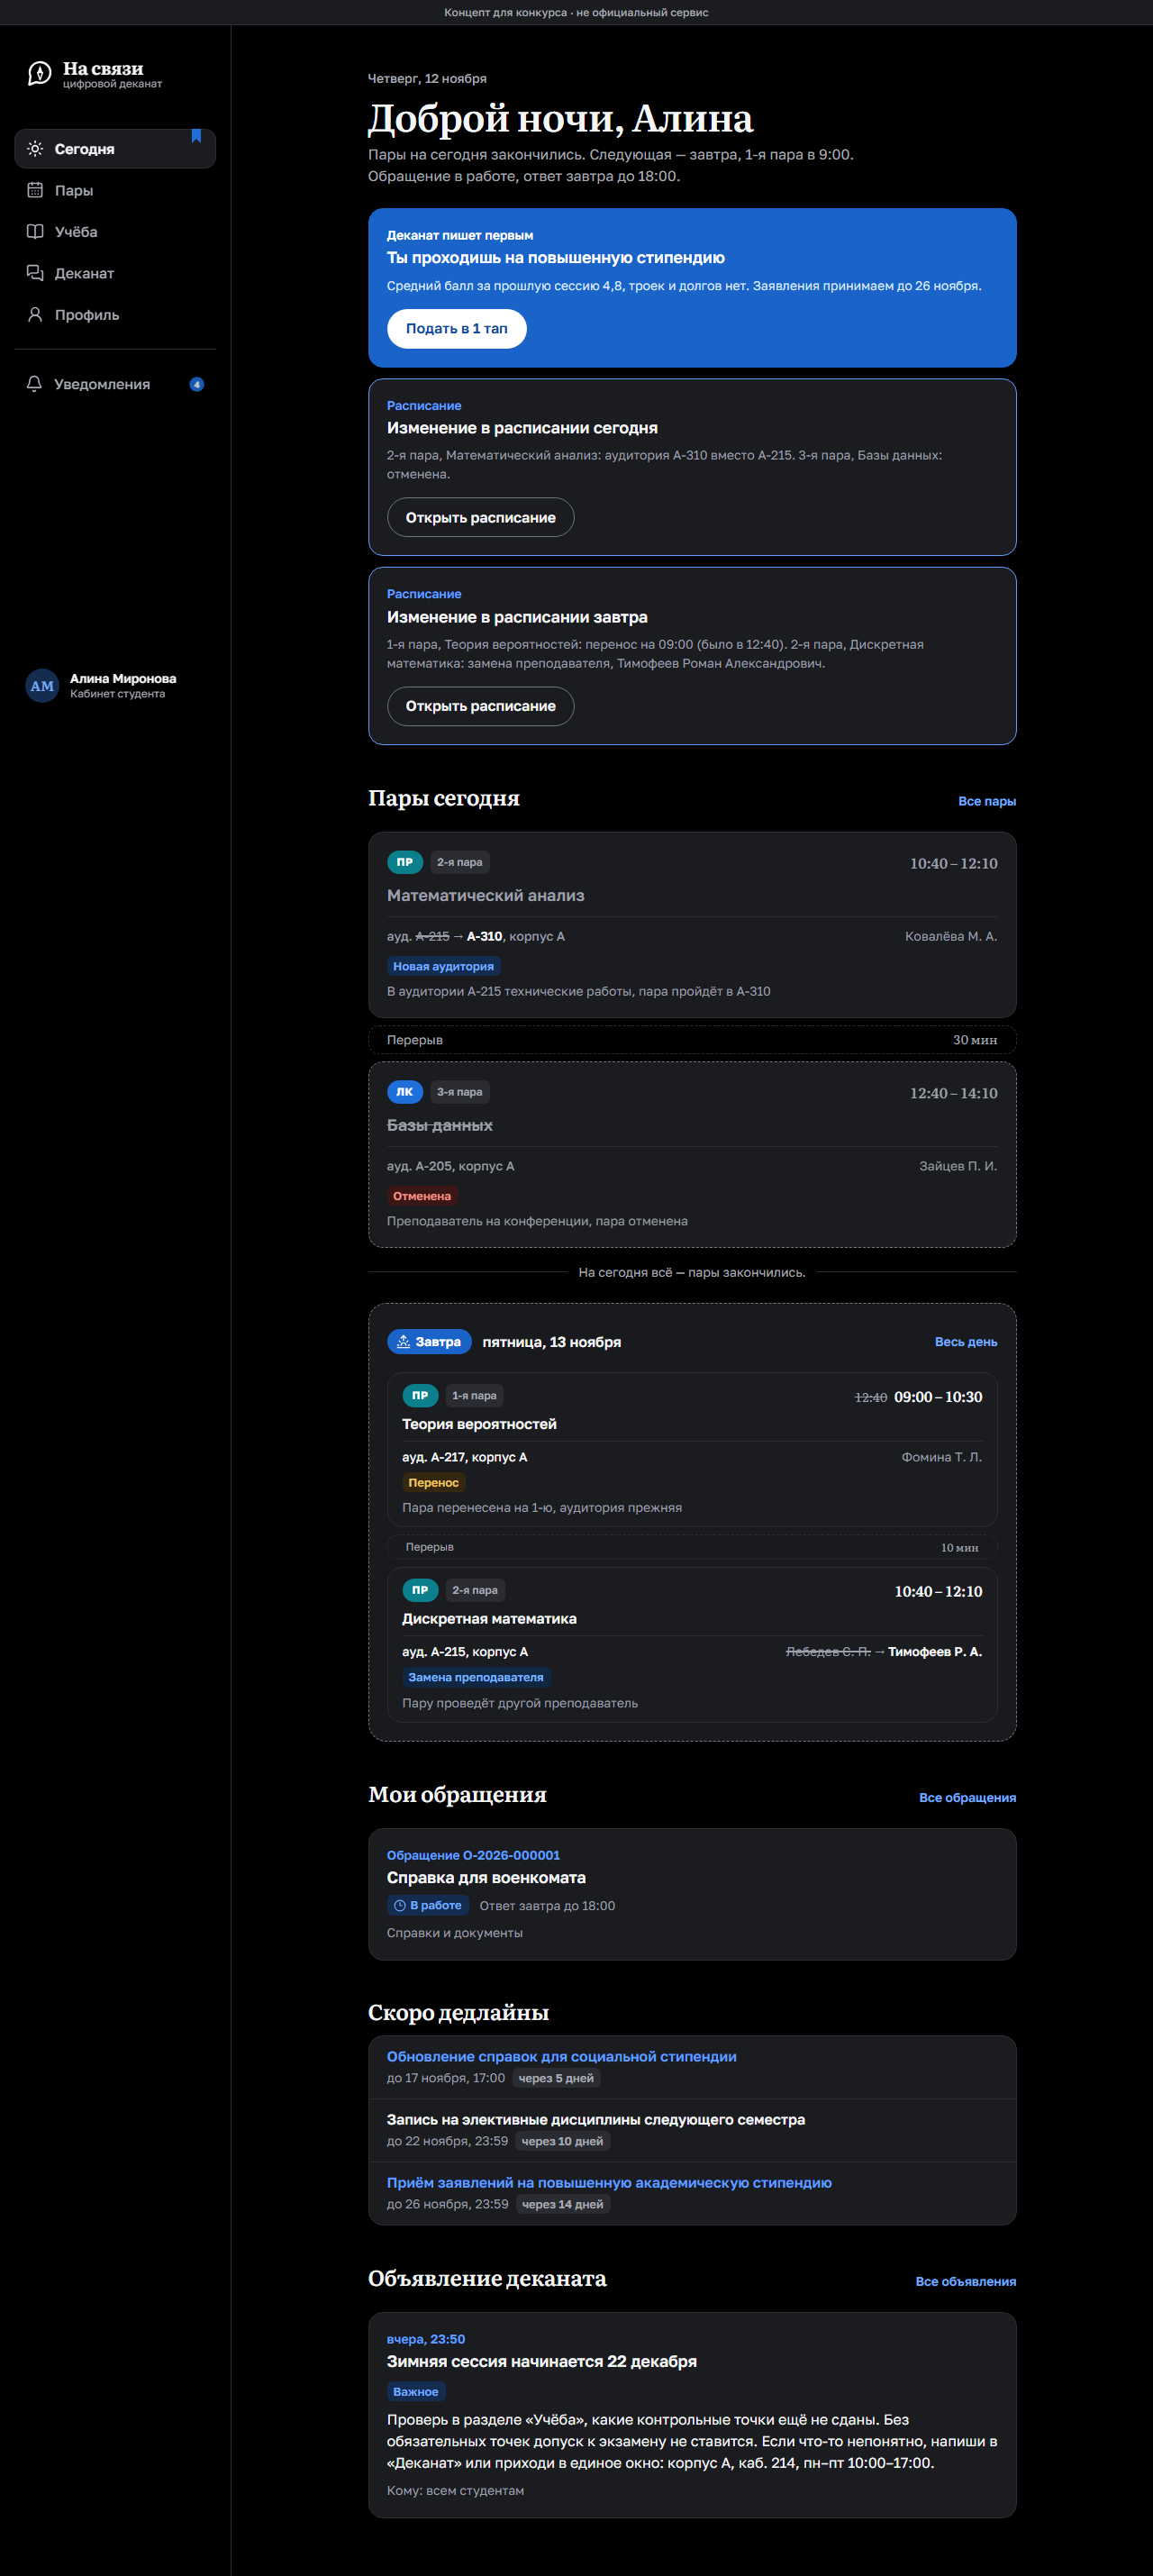 Концепт для конкурса · не официальный сервис
На связи
цифровой деканат
Сегодня
Пары
Учёба
Деканат
Профиль
Уведомления
4
АМ
Алина Миронова
Кабинет студента
Четверг, 12 ноября
Доброй ночи, Алина
Пары на сегодня закончились. Следующая — завтра, 1-я пара в 9:00.
Обращение в работе, ответ завтра до 18:00.
Деканат пишет первым
Ты проходишь на повышенную стипендию
Средний балл за прошлую сессию 4,8, троек и долгов нет. Заявления принимаем до 26 ноября.
Подать в 1 тап
Расписание
Изменение в расписании сегодня
2-я пара, Математический анализ: аудитория А-310 вместо А-215. 3-я пара, Базы данных:
отменена.
Открыть расписание
Расписание
Изменение в расписании завтра
1-я пара, Теория вероятностей: перенос на 09:00 (было в 12:40). 2-я пара, Дискретная
математика: замена преподавателя, Тимофеев Роман Александрович.
Открыть расписание
Пары сегодня
Все пары
ПР 2-я пара 10:40 – 12:10
Математический анализ
ауд. А-215 → А-310, корпус А Ковалёва М. А.
Новая аудитория
В аудитории А-215 технические работы, пара пройдёт в А-310
Перерыв 30 мин
ЛК 3-я пара 12:40 – 14:10
Базы данных
ауд. А-205, корпус А Зайцев П. И.
Отменена
Преподаватель на конференции, пара отменена
На сегодня всё — пары закончились.
Завтра пятница, 13 ноября Весь день
ПР 1-я пара 12:40 09:00 – 10:30
Теория вероятностей
ауд. А-217, корпус А Фомина Т. Л.
Перенос
Пара перенесена на 1-ю, аудитория прежняя
Перерыв 10 мин
ПР 2-я пара 10:40 – 12:10
Дискретная математика
ауд. А-215, корпус А Лебедев С. П. → Тимофеев Р. А.
Замена преподавателя
Пару проведёт другой преподаватель
Мои обращения
Все обращения
Обращение О-2026-000001
Справка для военкомата
В работе Ответ завтра до 18:00
Справки и документы
Скоро дедлайны
Обновление справок для социальной стипендии
до 17 ноября, 17:00 через 5 дней
Запись на элективные дисциплины следующего семестра
до 22 ноября, 23:59 через 10 дней
Приём заявлений на повышенную академическую стипендию
до 26 ноября, 23:59 через 14 дней
Объявление деканата
Все объявления
вчера, 23:50
Зимняя сессия начинается 22 декабря
Важное
Проверь в разделе «Учёба», какие контрольные точки ещё не сданы. Без
обязательных точек допуск к экзамену не ставится. Если что-то непонятно, напиши в
«Деканат» или приходи в единое окно: корпус А, каб. 214, пн–пт 10:00–17:00.
Кому: всем студентам